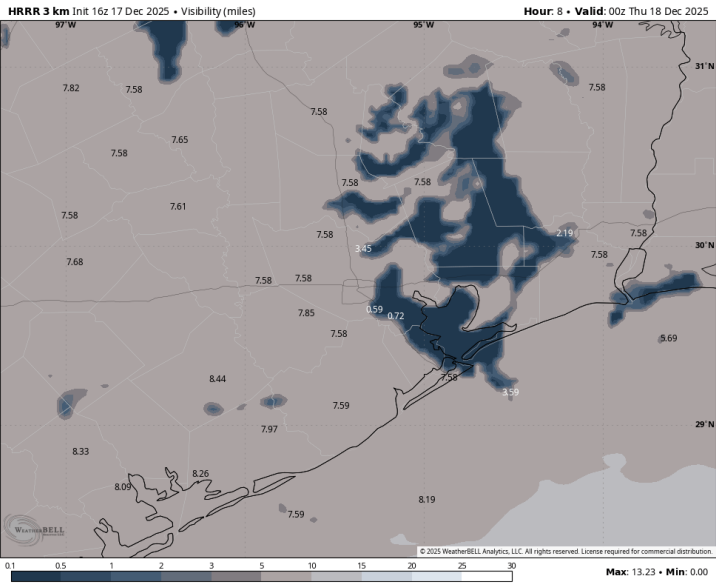 HRRR 3 km Init 16z 17 Dec 2025 • Visibility (miles)
Hour: 8 • Valid: 00z Thu 18 Dec 2025
97°W 96°W 95°W 94°W
31°N
7.82 7.58 7.58
7.58
7.65
7.58
7.58 7.58
7.61
7.58
7.58 2.19 7.58
30°N
3.45 7.58
7.68
7.58 7.58
0.59
7.85 0.72
7.58 5.69
8.44 7.58
3.59
7.59
7.97 29°N
8.33
8.26
8.09
8.19
7.59
WEATHERBELL
© 2025 WeatherBELL Analytics, LLC. All rights reserved. License required for commercial distribution.
0.1 0.5 1 2 3 5 10 15 20 25 30
Max: 13.23 • Min: 0.00